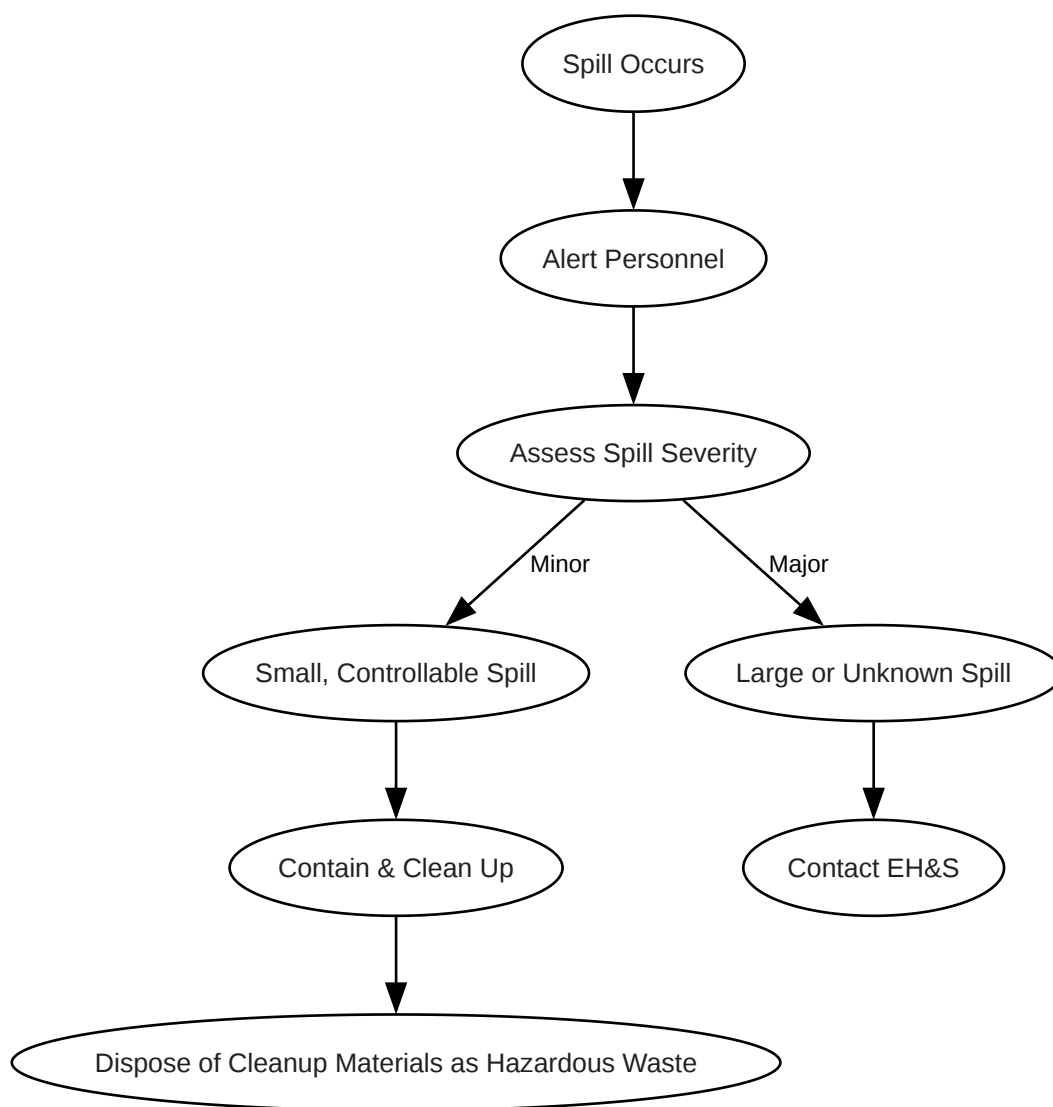 Spill Occurs
Alert Personnel
Assess Spill Severity
Minor
Major
Small, Controllable Spill
Large or Unknown Spill
Contain & Clean Up
Contact EH&S
Dispose of Cleanup Materials as Hazardous Waste